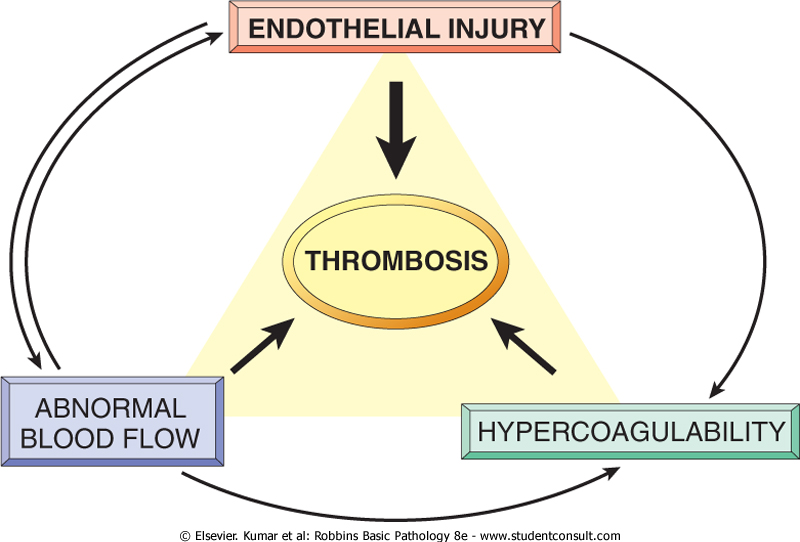 ENDOTHELIAL INJURY
THROMBOSIS
ABNORMAL
BLOOD FLOW
HYPERCOAGULABILITY
© Elsevier. Kumar et al: Robbins Basic Pathology 8e - www.studentconsult.com